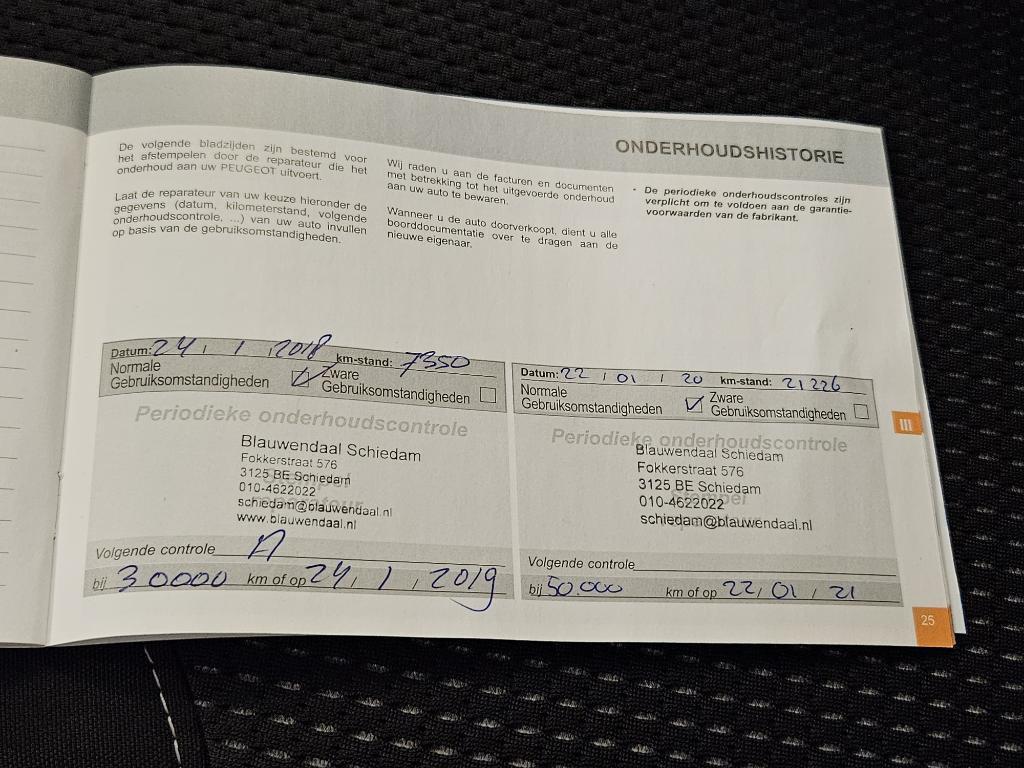 ONDERHOUDSHISTORIE
De volgende bladzijden zijn bestemd voor
het afstempelen door de reparateur die het
onderhoud aan uw PEUGEOT uitvoert.
Laat de reparateur van uw keuze hieronder de
gegevens (datum, kilometerstand, volgende
onderhoudscontrole, ...) van uw auto invullen
op basis van de gebruiksomstandigheden.
Wij raden u aan de facturen en documenten
met betrekking tot het uitgevoerde onderhoud
aan uw auto te bewaren.
Wanneer u de auto doorverkoopt, dient u alle
boorddocumentatie over te dragen aan de
nieuwe eigenaar.
• De periodieke onderhoudscontroles zijn
verplicht om te voldoen aan de garantie-
voorwaarden van de fabrikant.
Datum: 24 / 1 / 2018 km-stand: 7350
Normale
Gebruiksomstandigheden
Zware
Gebruiksomstandigheden
Periodieke onderhoudscontrole
Blauwendaal Schiedam
Fokkerstraat 576
3125 BE Schiedam
010-4622022
schiedam@blauwendaal.nl
www.blauwendaal.nl
Volgende controle A
bij 30000 km of op 24 / 1 / 2019
Datum: 22 / 01 / 20 km-stand: 21226
Normale
Gebruiksomstandigheden
Zware
Gebruiksomstandigheden
Periodieke onderhoudscontrole
Blauwendaal Schiedam
Fokkerstraat 576
3125 BE Schiedam
010-4622022
stempel
schiedam@blauwendaal.nl
Volgende controle
bij 50.000 km of op 22 / 01 / 21
III
25